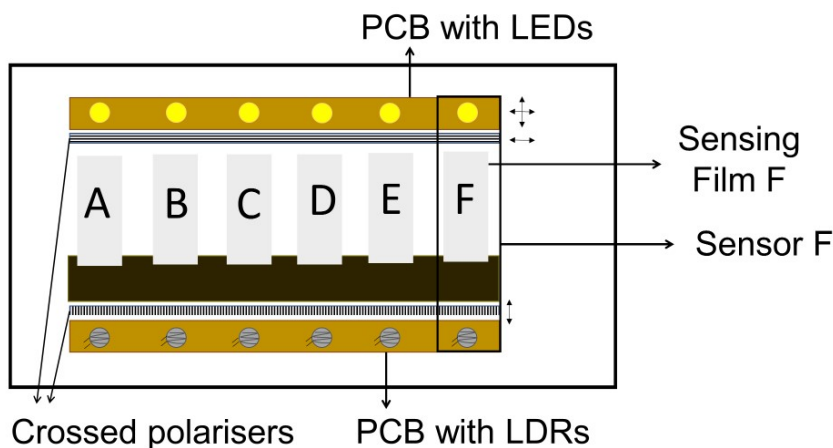 PCB with LEDs
A B C D E F
Sensing
Film F
Sensor F
Crossed polarisers
PCB with LDRs